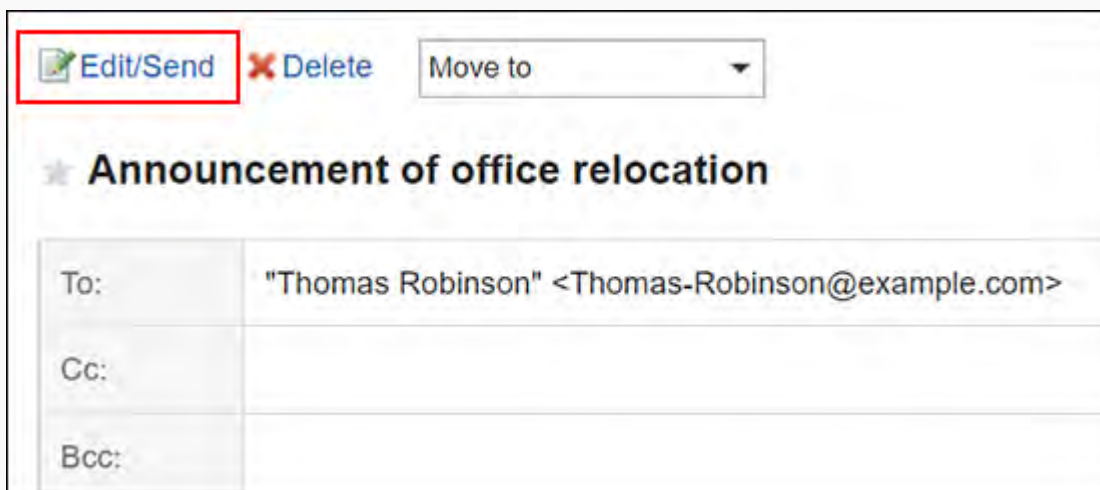 Edit/Send Delete Move to
Announcement of office relocation
To: "Thomas Robinson" <Thomas-Robinson@example.com>
Cc:
Bcc: